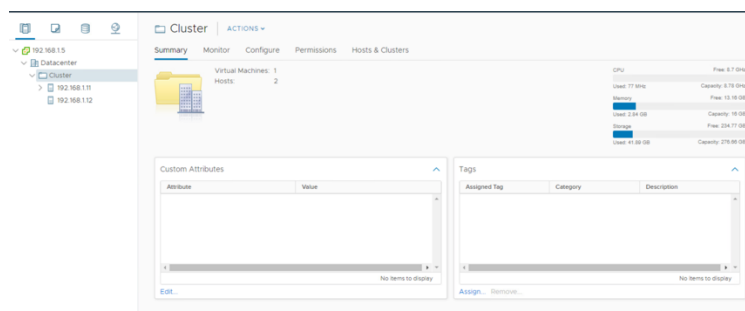 Cluster
ACTIONS
192.168.1.5
Datacenter
Cluster
192.168.1.11
192.168.1.12
Summary Monitor Configure Permissions Hosts & Clusters
Virtual Machines: 1
Hosts: 2
CPU Free: 8.7 GHz
Used: 77 MHz Capacity: 8.79 GHz
Memory Free: 13.16 GB
Used: 2.84 GB Capacity: 16 GB
Storage Free: 234.77 GB
Used: 41.89 GB Capacity: 276.66 GB
Custom Attributes
Attribute Value
No items to display
Edit...
Tags
Assigned Tag Category Description
No items to display
Assign... Remove...